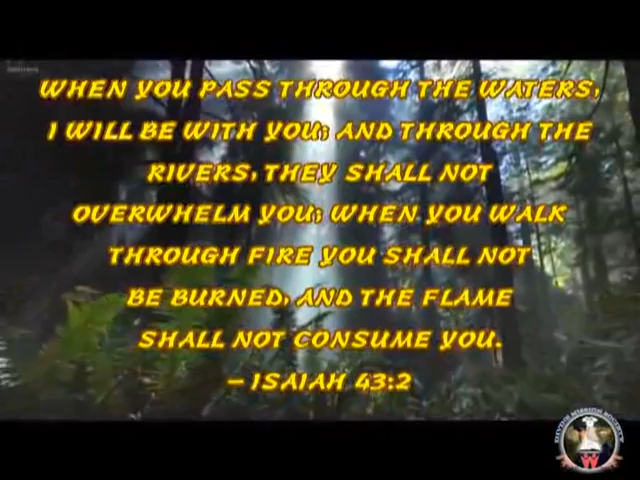 WHEN YOU PASS THROUGH THE WATERS,
I WILL BE WITH YOU; AND THROUGH THE
RIVERS, THEY SHALL NOT
OVERWHELM YOU; WHEN YOU WALK
THROUGH FIRE YOU SHALL NOT
BE BURNED, AND THE FLAME
SHALL NOT CONSUME YOU.
– ISAIAH 43:2
MISSION SOCIETY
W